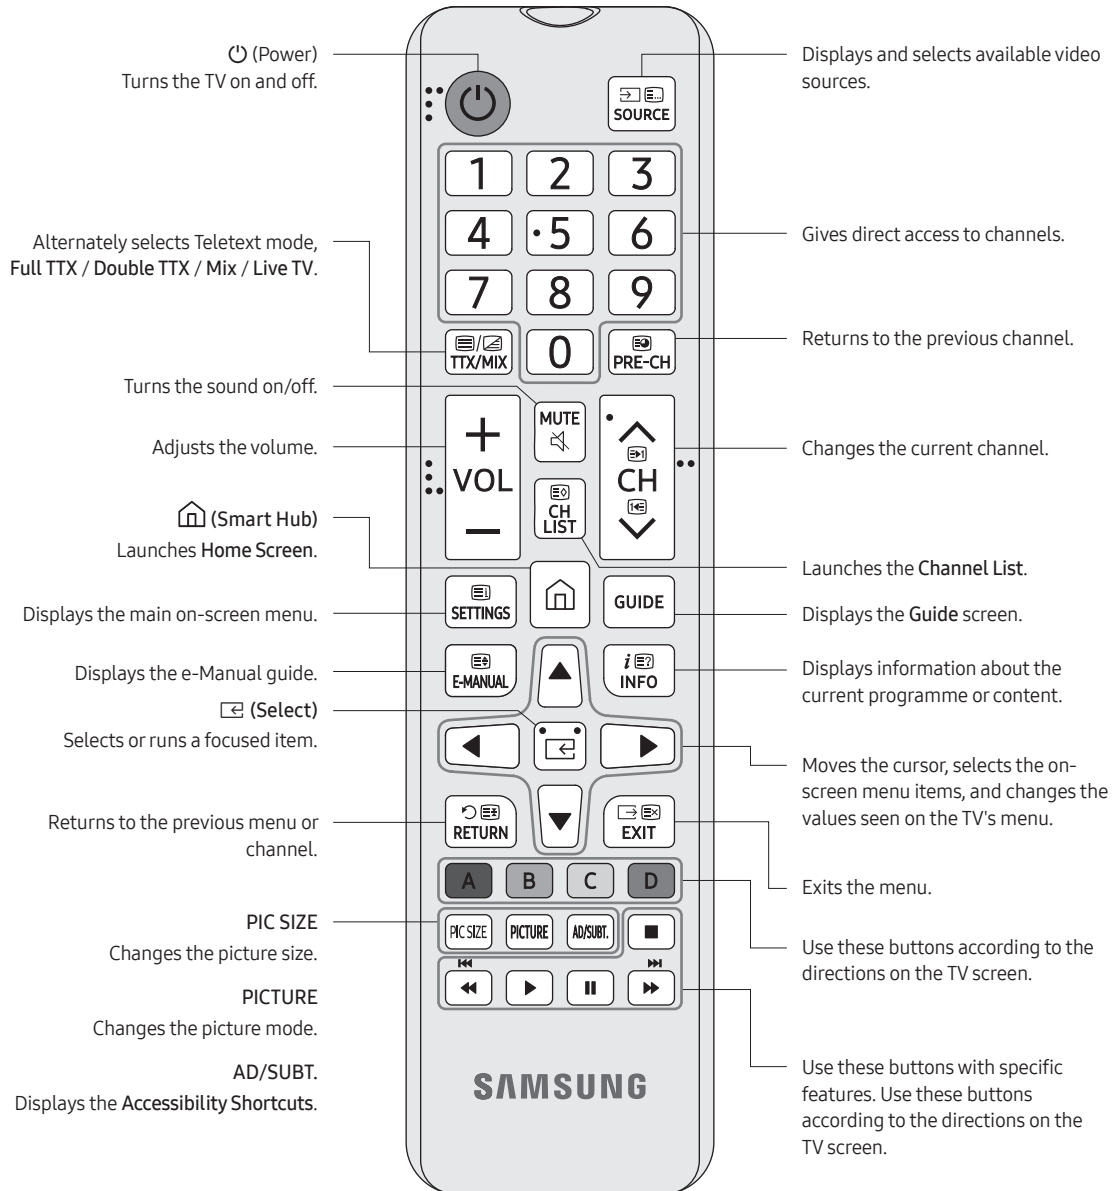 (Power)
Turns the TV on and off.
Alternately selects Teletext mode,
Full TTX / Double TTX / Mix / Live TV.
Turns the sound on/off.
Adjusts the volume.
(Smart Hub)
Launches Home Screen.
Displays the main on-screen menu.
Displays the e-Manual guide.
(Select)
Selects or runs a focused item.
Returns to the previous menu or
channel.
PIC SIZE
Changes the picture size.
PICTURE
Changes the picture mode.
AD/SUBT.
Displays the Accessibility Shortcuts.
SOURCE
1 2 3
4 5 6
7 8 9
TTX/MIX 0 PRE-CH
MUTE
+
VOL
CH
CH
LIST
SETTINGS
GUIDE
E-MANUAL
i
INFO
RETURN
EXIT
A B C D
PIC SIZE PICTURE AD/SUBT.
SAMSUNG
Displays and selects available video
sources.
Gives direct access to channels.
Returns to the previous channel.
Changes the current channel.
Launches the Channel List.
Displays the Guide screen.
Displays information about the
current programme or content.
Moves the cursor, selects the on-
screen menu items, and changes the
values seen on the TV's menu.
Exits the menu.
Use these buttons according to the
directions on the TV screen.
Use these buttons with specific
features. Use these buttons
according to the directions on the
TV screen.